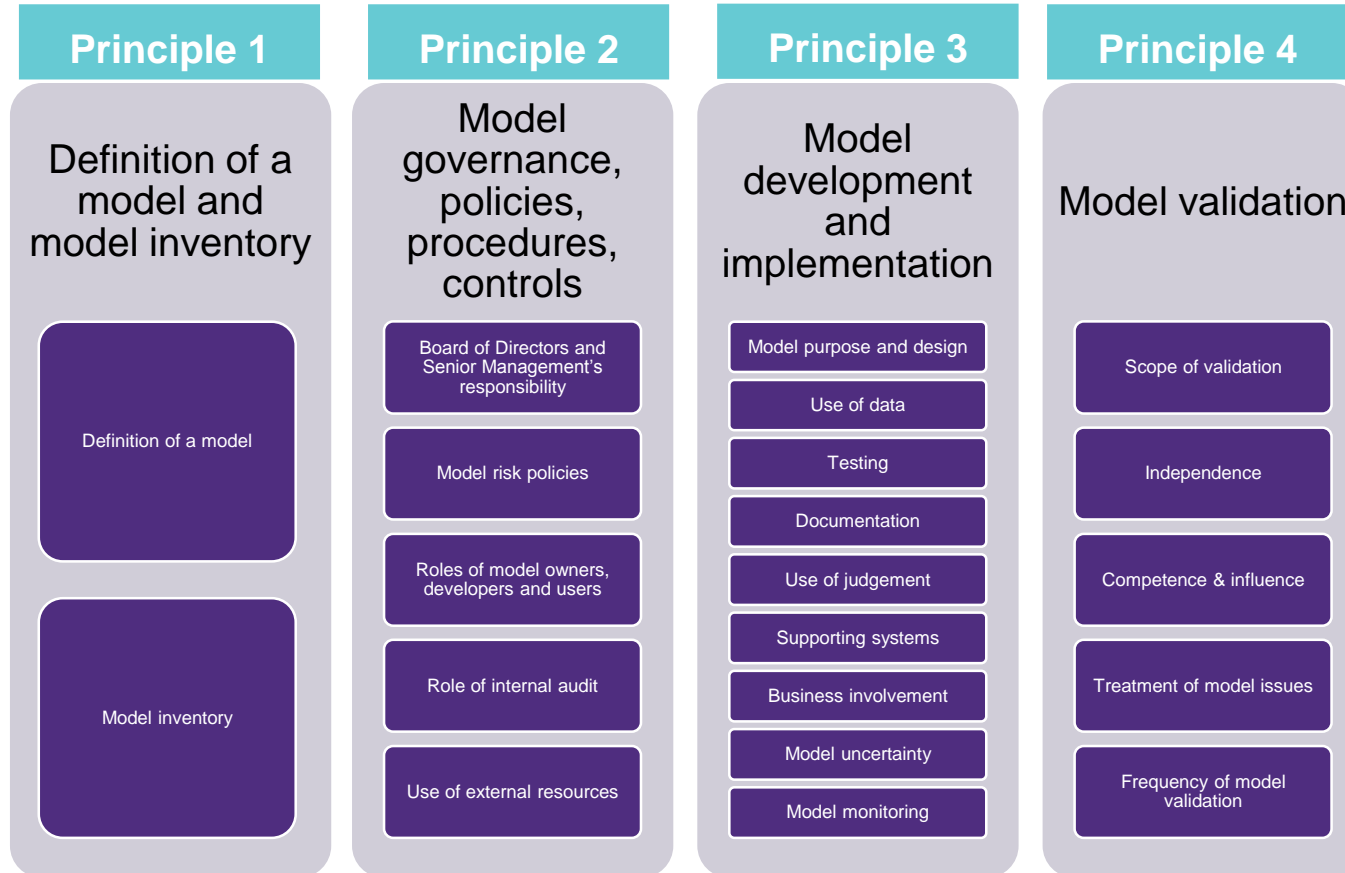 Principle 1
Definition of a
model and
model inventory
Definition of a model
Model inventory
Principle 2
Model
governance,
policies,
procedures,
controls
Board of Directors and
Senior Management's
responsibility
Model risk policies
Roles of model owners,
developers and users
Role of internal audit
Use of external resources
Principle 3
Model
development
and
implementation
Model purpose and design
Use of data
Testing
Documentation
Use of judgement
Supporting systems
Business involvement
Model uncertainty
Model monitoring
Principle 4
Model validation
Scope of validation
Independence
Competence & influence
Treatment of model issues
Frequency of model
validation